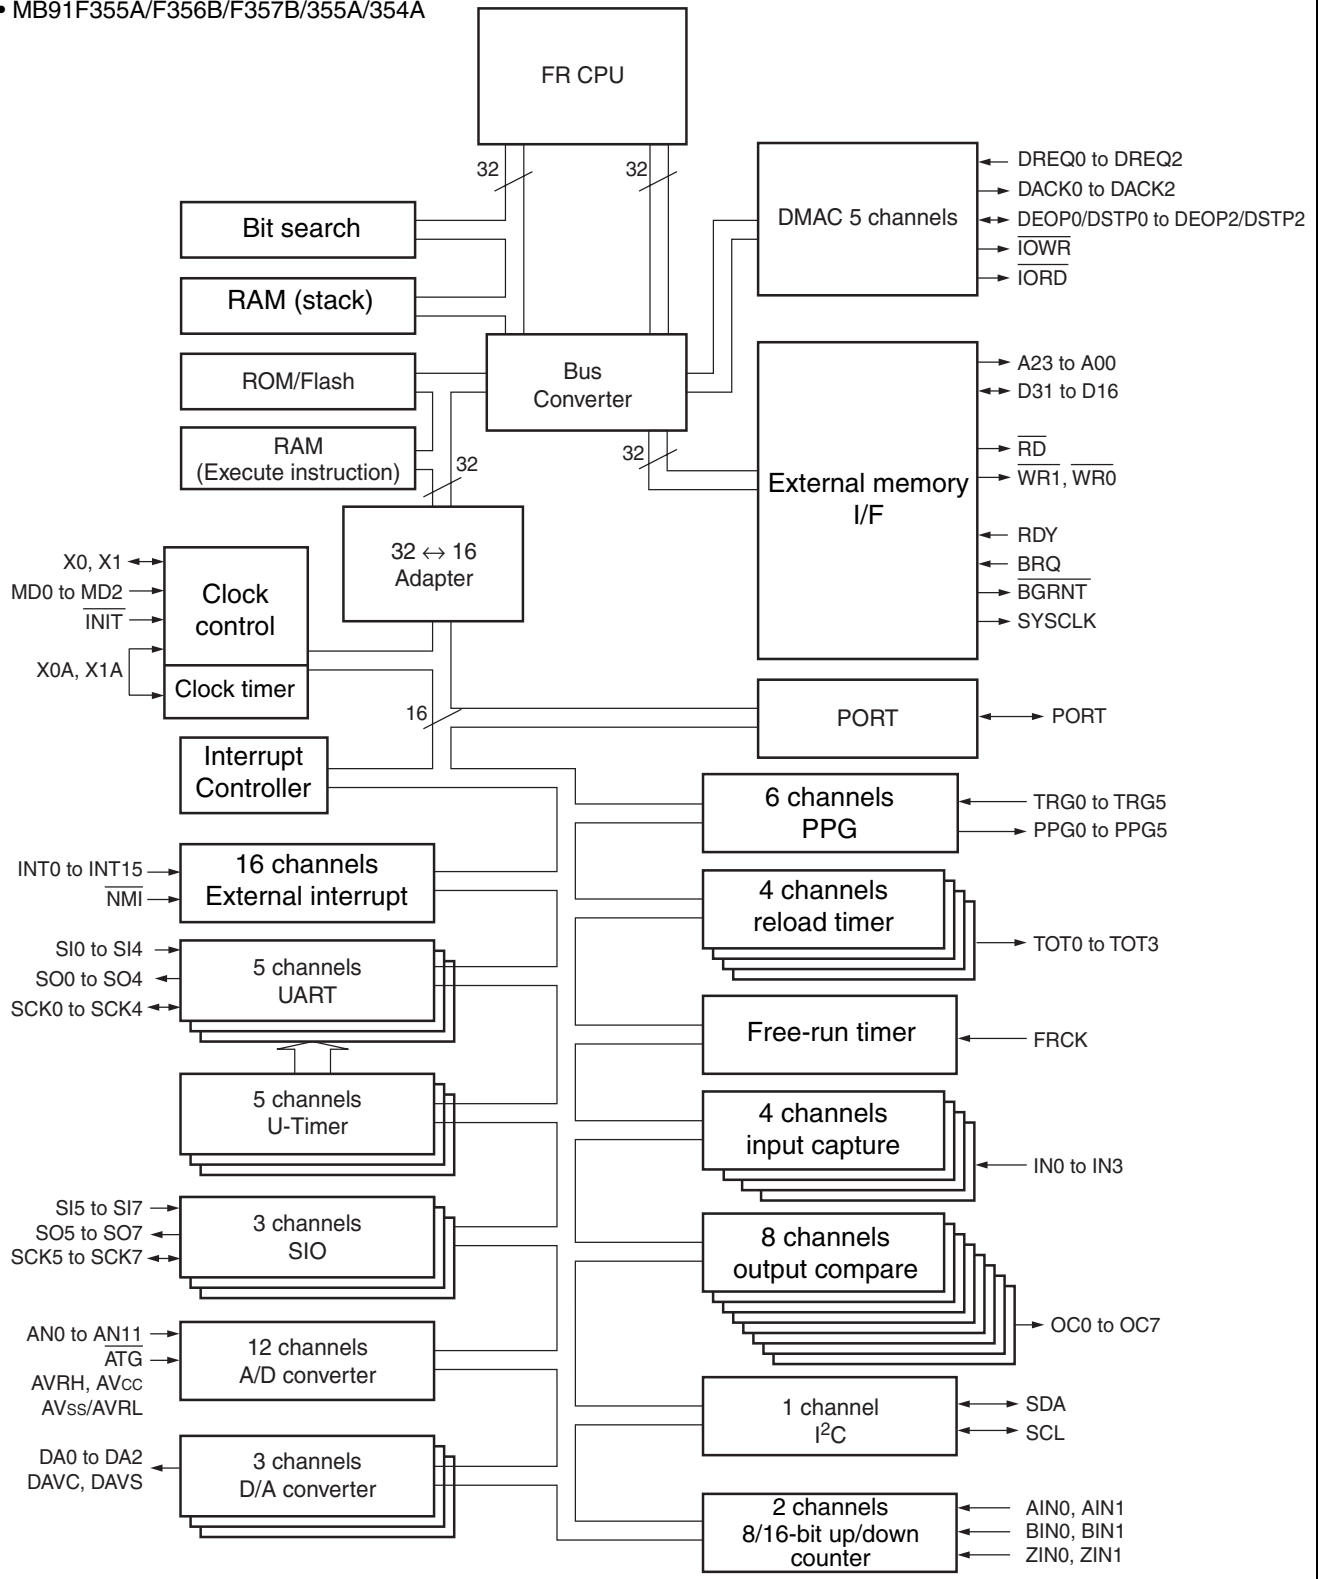 • MB91F355A/F356B/F357B/355A/354A
FR CPU
32
32
DMAC 5 channels
DREQ0 to DREQ2
DACK0 to DACK2
DEOP0/DSTP0 to DEOP2/DSTP2
IOWR
IORD
Bit search
RAM (stack)
ROM/Flash
RAM
(Execute instruction)
Bus
Converter
32
32
External memory
I/F
A23 to A00
D31 to D16
RD
WR1, WR0
RDY
BRQ
BGRNT
SYSCLK
32 ↔ 16
Adapter
X0, X1
MD0 to MD2
INIT
X0A, X1A
Clock
control
Clock timer
16
PORT
PORT
Interrupt
Controller
6 channels
PPG
TRG0 to TRG5
PPG0 to PPG5
INT0 to INT15
NMI
16 channels
External interrupt
4 channels
reload timer
TOT0 to TOT3
SI0 to SI4
SO0 to SO4
SCK0 to SCK4
5 channels
UART
Free-run timer
FRCK
5 channels
U-Timer
4 channels
input capture
IN0 to IN3
SI5 to SI7
SO5 to SO7
SCK5 to SCK7
3 channels
SIO
8 channels
output compare
OC0 to OC7
AN0 to AN11
ATG
AVRH, AVCC
AVSS/AVRL
12 channels
A/D converter
1 channel
I²C
SDA
SCL
DA0 to DA2
DAVC, DAVS
3 channels
D/A converter
2 channels
8/16-bit up/down
counter
AIN0, AIN1
BIN0, BIN1
ZIN0, ZIN1